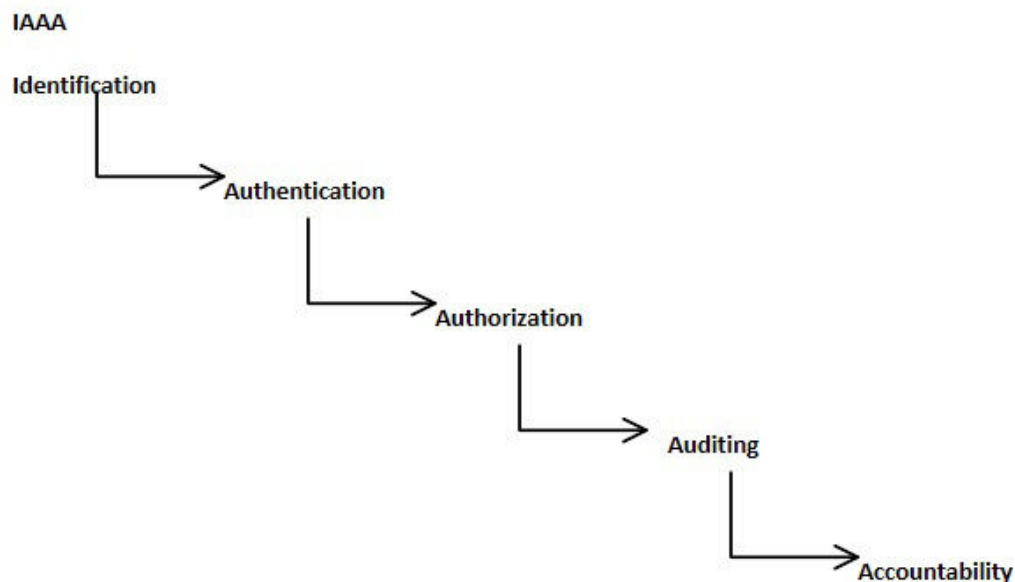 IAAA
Identification
Authentication
Authorization
Auditing
Accountability